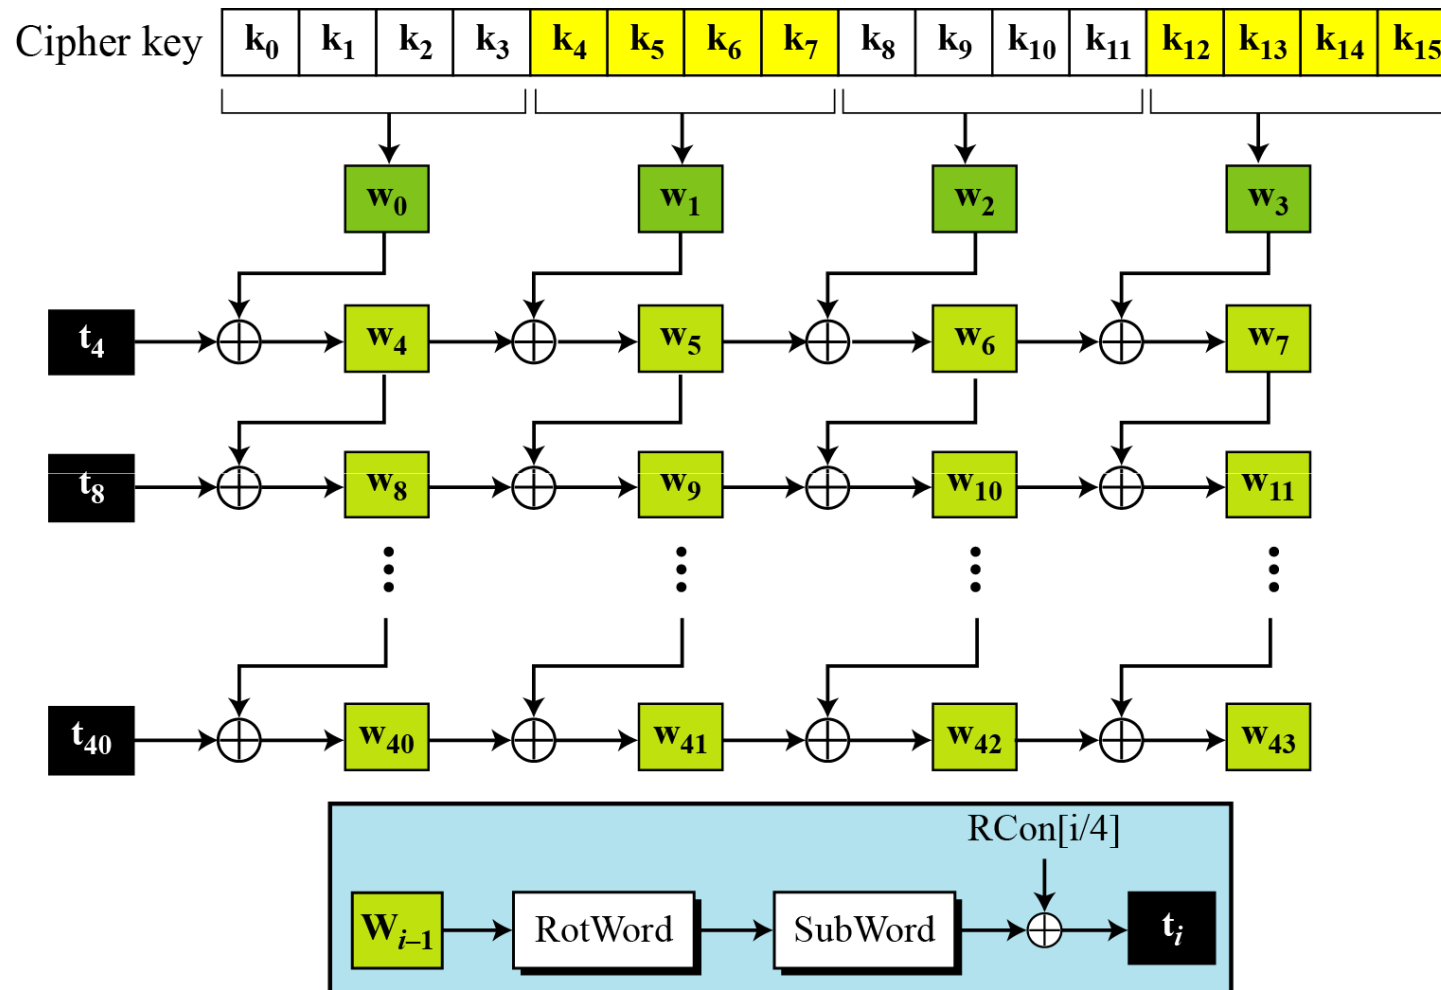 Cipher key k₀ k₁ k₂ k₃ k₄ k₅ k₆ k₇ k₈ k₉ k₁₀ k₁₁ k₁₂ k₁₃ k₁₄ k₁₅
w₀ w₁ w₂ w₃
t₄ w₄ w₅ w₆ w₇
t₈ w₈ w₉ w₁₀ w₁₁
t₄₀ w₄₀ w₄₁ w₄₂ w₄₃
RCon[i/4]
Wᵢ₋₁ RotWord SubWord tᵢ